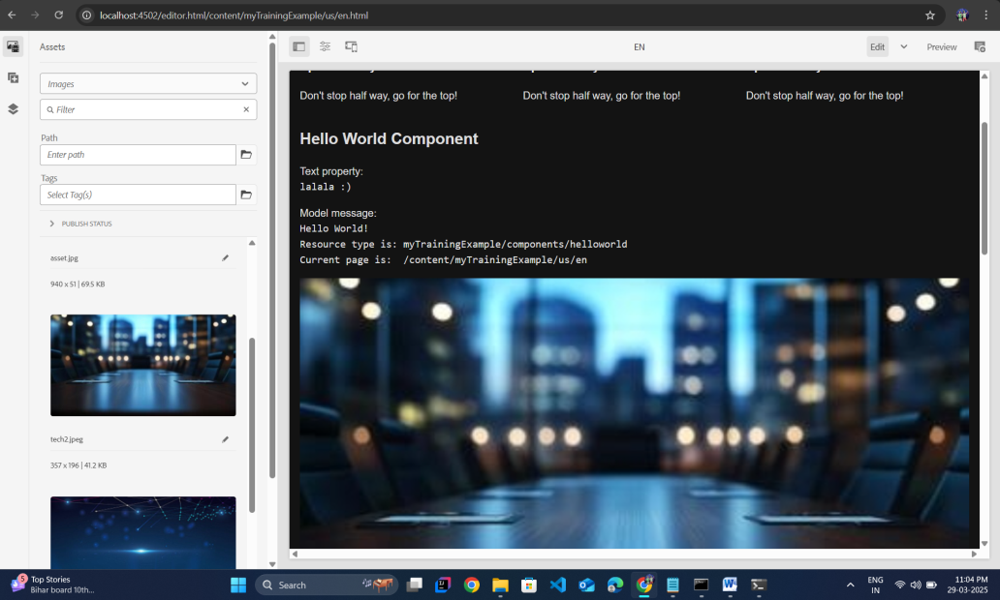 localhost:4502/editor.html/content/myTrainingExample/us/en.html
Assets
EN
Edit
Preview
Images
Filter
Path
Enter path
Tags
Select Tag(s)
PUBLISH STATUS
asset.jpg
940 x 51 | 69.5 KB
tech2.jpeg
357 x 196 | 41.2 KB
Don't stop half way, go for the top!
Don't stop half way, go for the top!
Don't stop half way, go for the top!
Hello World Component
Text property:
lalala :)
Model message:
Hello World!
Resource type is: myTrainingExample/components/helloworld
Current page is: /content/myTrainingExample/us/en
5
Top Stories
Bihar board 10th...
Search
ENG
IN
11:04 PM
29-03-2025